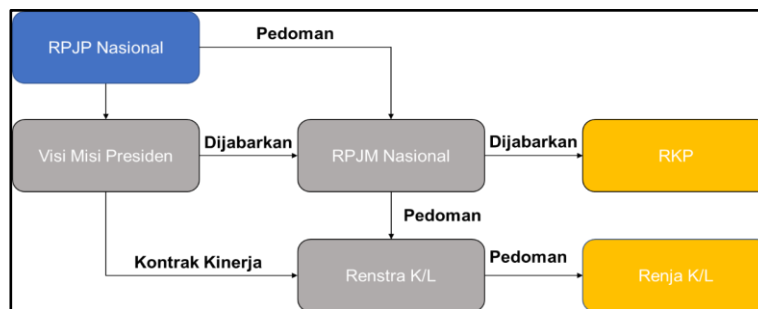 Pedoman
RPJP Nasional
Visi Misi Presiden
Dijabarkan
RPJM Nasional
Dijabarkan
RKP
Pedoman
Kontrak Kinerja
Renstra K/L
Pedoman
Renja K/L